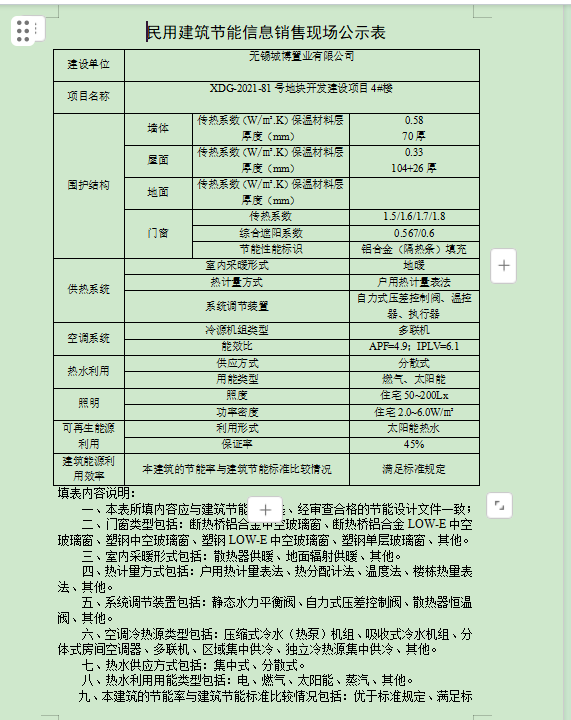 民用建筑节能信息销售现场公示表
建设单位 无锡城博置业有限公司
项目名称 XDG-2021-81 号地块开发建设项目 4#楼
围护结构
墙体 传热系数（W/㎡.K）保温材料层厚度（mm） 0.58
70 厚
屋面 传热系数（W/㎡.K）保温材料层厚度（mm） 0.33
104+26 厚
地面 传热系数（W/㎡.K）保温材料层厚度（mm）
门窗 传热系数 1.5/1.6/1.7/1.8
综合遮阳系数 0.567/0.6
节能性能标识 铝合金（隔热条）填充
供热系统 室内采暖形式 地暖
热计量方式 户用热计量表法
系统调节装置 自力式压差控制阀、温控器、执行器
空调系统 冷源机组类型 多联机
能效比 APF=4.9；IPLV=6.1
热水利用 供应方式 分散式
用能类型 燃气、太阳能
照明 照度 住宅 50~200Lx
功率密度 住宅 2.0~6.0W/㎡
可再生能源利用 利用形式 太阳能热水
保证率 45%
建筑能源利用效率 本建筑的节能率与建筑节能标准比较情况 满足标准规定
填表内容说明：
一、本表所填内容应与建筑节能、经审查合格的节能设计文件一致；
二、门窗类型包括：断热桥铝合金中空玻璃窗、断热桥铝合金 LOW-E 中空
玻璃窗、塑钢中空玻璃窗、塑钢 LOW-E 中空玻璃窗、塑钢单层玻璃窗、其他。
三、室内采暖形式包括：散热器供暖、地面辐射供暖、其他。
四、热计量方式包括：户用热计量表法、热分配计法、温度法、楼栋热量表
法、其他。
五、系统调节装置包括：静态水力平衡阀、自力式压差控制阀、散热器恒温
阀、其他。
六、空调冷热源类型包括：压缩式冷水（热泵）机组、吸收式冷水机组、分
体式房间空调器、多联机、区域集中供冷、独立冷热源集中供冷、其他。
七、热水供应方式包括：集中式、分散式。
八、热水利用用能类型包括：电、燃气、太阳能、蒸汽、其他。
九、本建筑的节能率与建筑节能标准比较情况包括：优于标准规定、满足标